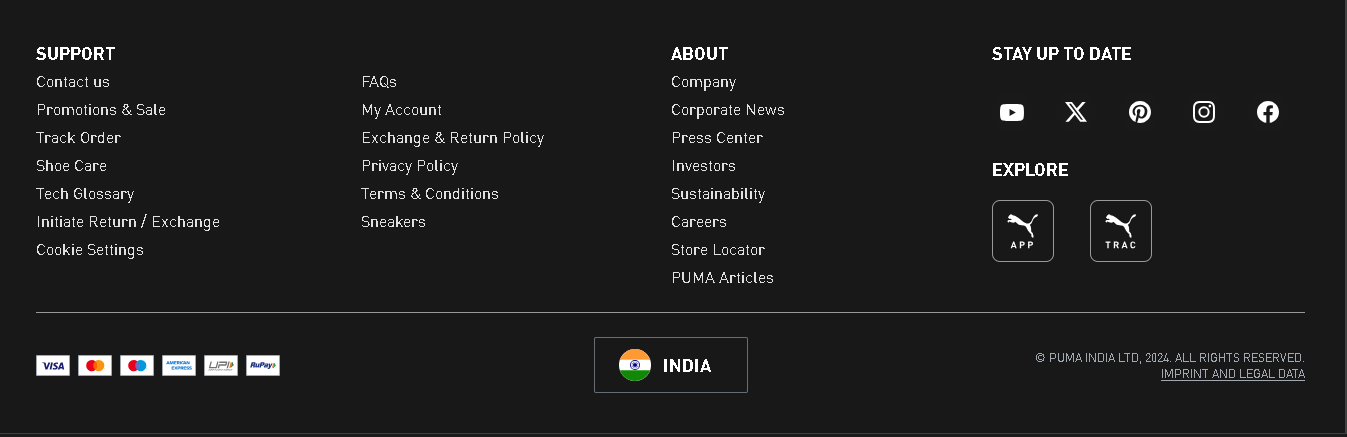 SUPPORT
Contact us
Promotions & Sale
Track Order
Shoe Care
Tech Glossary
Initiate Return / Exchange
Cookie Settings
FAQs
My Account
Exchange & Return Policy
Privacy Policy
Terms & Conditions
Sneakers
ABOUT
Company
Corporate News
Press Center
Investors
Sustainability
Careers
Store Locator
PUMA Articles
STAY UP TO DATE
EXPLORE
APP
TRAC
VISA
AMERICAN
EXPRESS
UPI
RuPay
INDIA
© PUMA INDIA LTD, 2024. ALL RIGHTS RESERVED.
IMPRINT AND LEGAL DATA